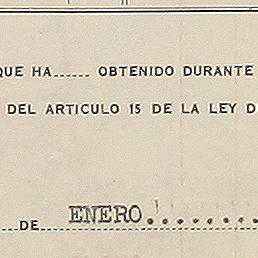 QUE HA...... OBTENIDO DURANTE
DEL ARTICULO 15 DE LA LEY D
DE ENERO........